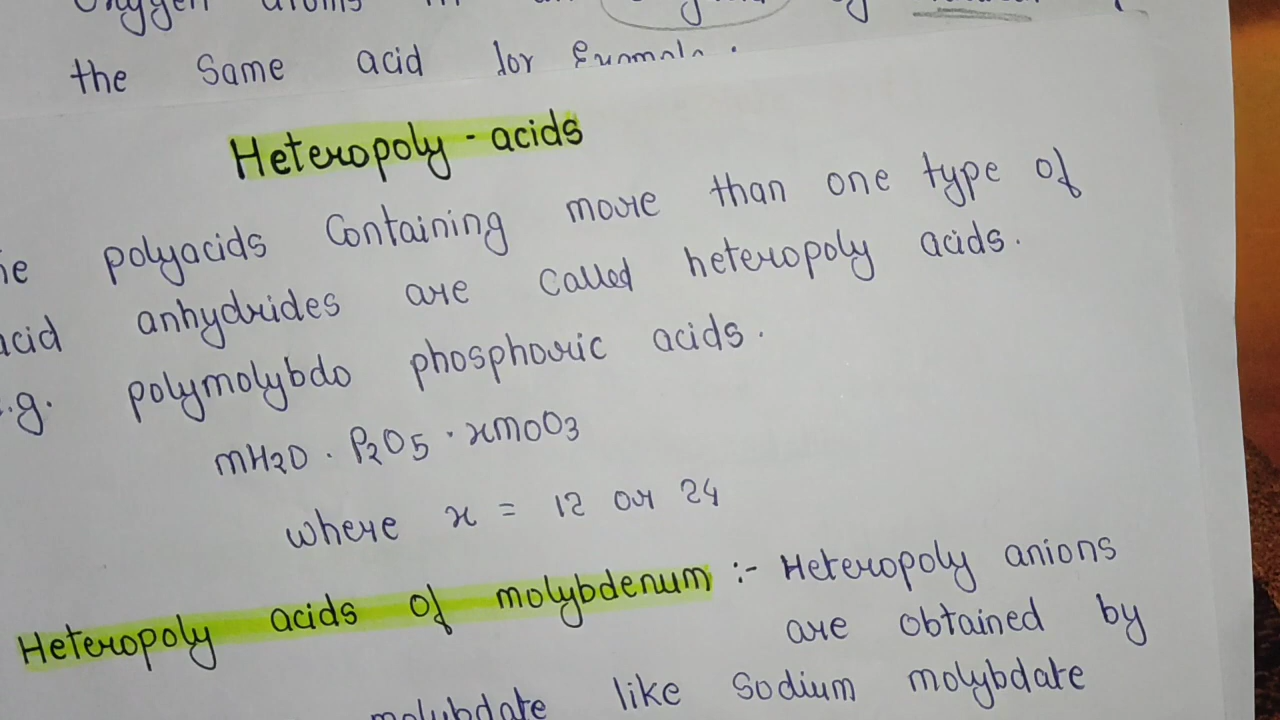 the same acid for
Heteropoly - acids
polyacids Containing more than one type of
acid anhydrides are called heteropoly acids.
.g. polymolybdo phosphoric acids.
mH2O . P2O5 . xMoO3
where x = 12 or 24
Heteropoly acids of molybdenum :- Heteropoly anions
are obtained by
molybdate like Sodium molybdate